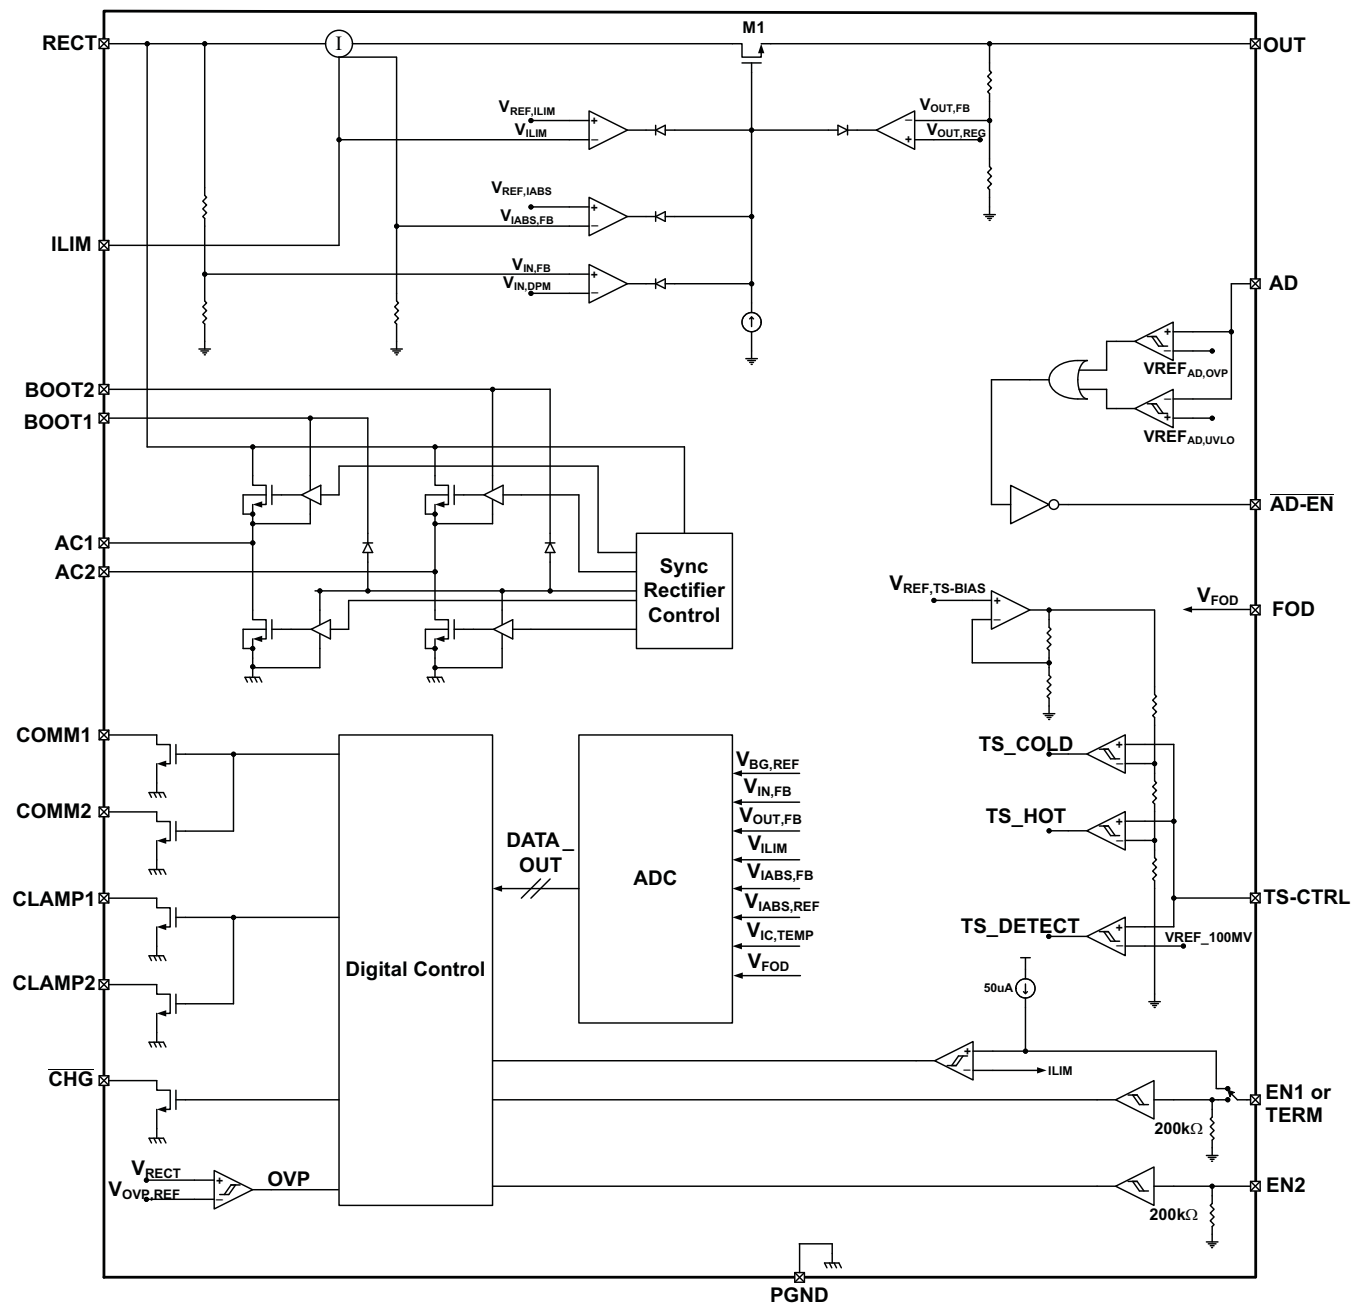 M1
RECT
I
OUT
VREF,ILIM
VILIM
+
−
VOUT,FB
VOUT,REG
−
+
VREF,IABS
VIABS,FB
+
−
ILIM
VIN,FB
VIN,DPM
+
−
AD
+
−
VREFAD,OVP
−
+
VREFAD,UVLO
BOOT2
BOOT1
AD-EN
AC1
AC2
Sync
Rectifier
Control
VREF,TS-BIAS
+
−
VFOD
FOD
COMM1
COMM2
CLAMP1
CLAMP2
CHG
Digital Control
DATA_
OUT
ADC
VBG,REF
VIN,FB
VOUT,FB
VILIM
VIABS,FB
VIABS,REF
VIC,TEMP
VFOD
TS_COLD
+
−
TS_HOT
+
−
TS-CTRL
TS_DETECT
+
−
VREF_100MV
50uA
+
−
ILIM
EN1 or
TERM
200kΩ
EN2
200kΩ
VRECT
VOVP,REF
+
−
OVP
PGND